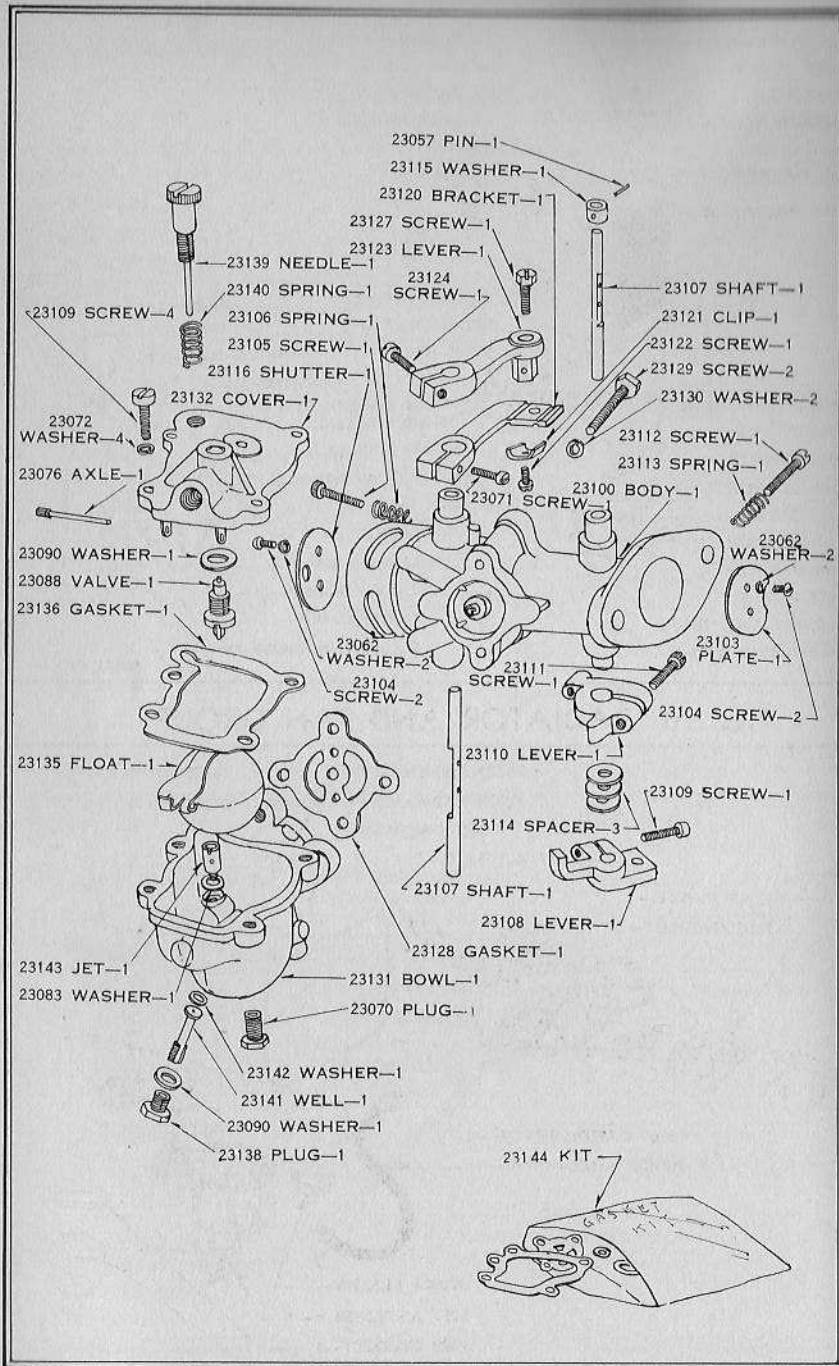 23057 PIN—1
23115 WASHER—1
23120 BRACKET—1
23127 SCREW—1
23123 LEVER—1
23124
SCREW—1
23139 NEEDLE—1
23140 SPRING—1
23109 SCREW—4
23106 SPRING—1
23105 SCREW—1
23116 SHUTTER—1
23132 COVER—1
23107 SHAFT—1
23121 CLIP—1
23122 SCREW—1
23129 SCREW—2
23130 WASHER—2
23072
WASHER—4
23076 AXLE—1
23112 SCREW—1
23113 SPRING—1
23071 SCREW
23100 BODY—1
23062
WASHER—2
23090 WASHER—1
23088 VALVE—1
23136 GASKET—1
23062
WASHER—2
23104
SCREW—2
23111
SCREW—1
23103
PLATE—1
23104 SCREW—2
23110 LEVER—1
23135 FLOAT—1
23109 SCREW—1
23114 SPACER—3
23107 SHAFT—1
23108 LEVER—1
23128 GASKET—1
23143 JET—1
23083 WASHER—1
23131 BOWL—1
23070 PLUG—1
23142 WASHER—1
23141 WELL—1
23090 WASHER—1
23138 PLUG—1
23144 KIT
GASKET
KIT